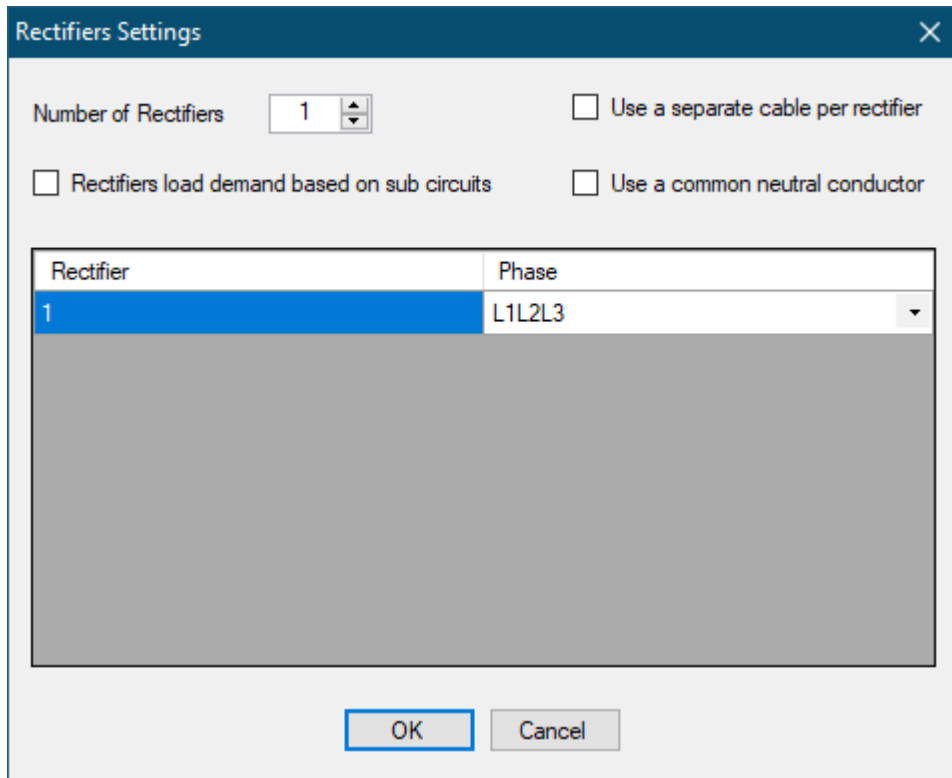 Rectifiers Settings
Number of Rectifiers 1 Use a separate cable per rectifier
Rectifiers load demand based on sub circuits Use a common neutral conductor
Rectifier Phase
1 L1L2L3
OK Cancel